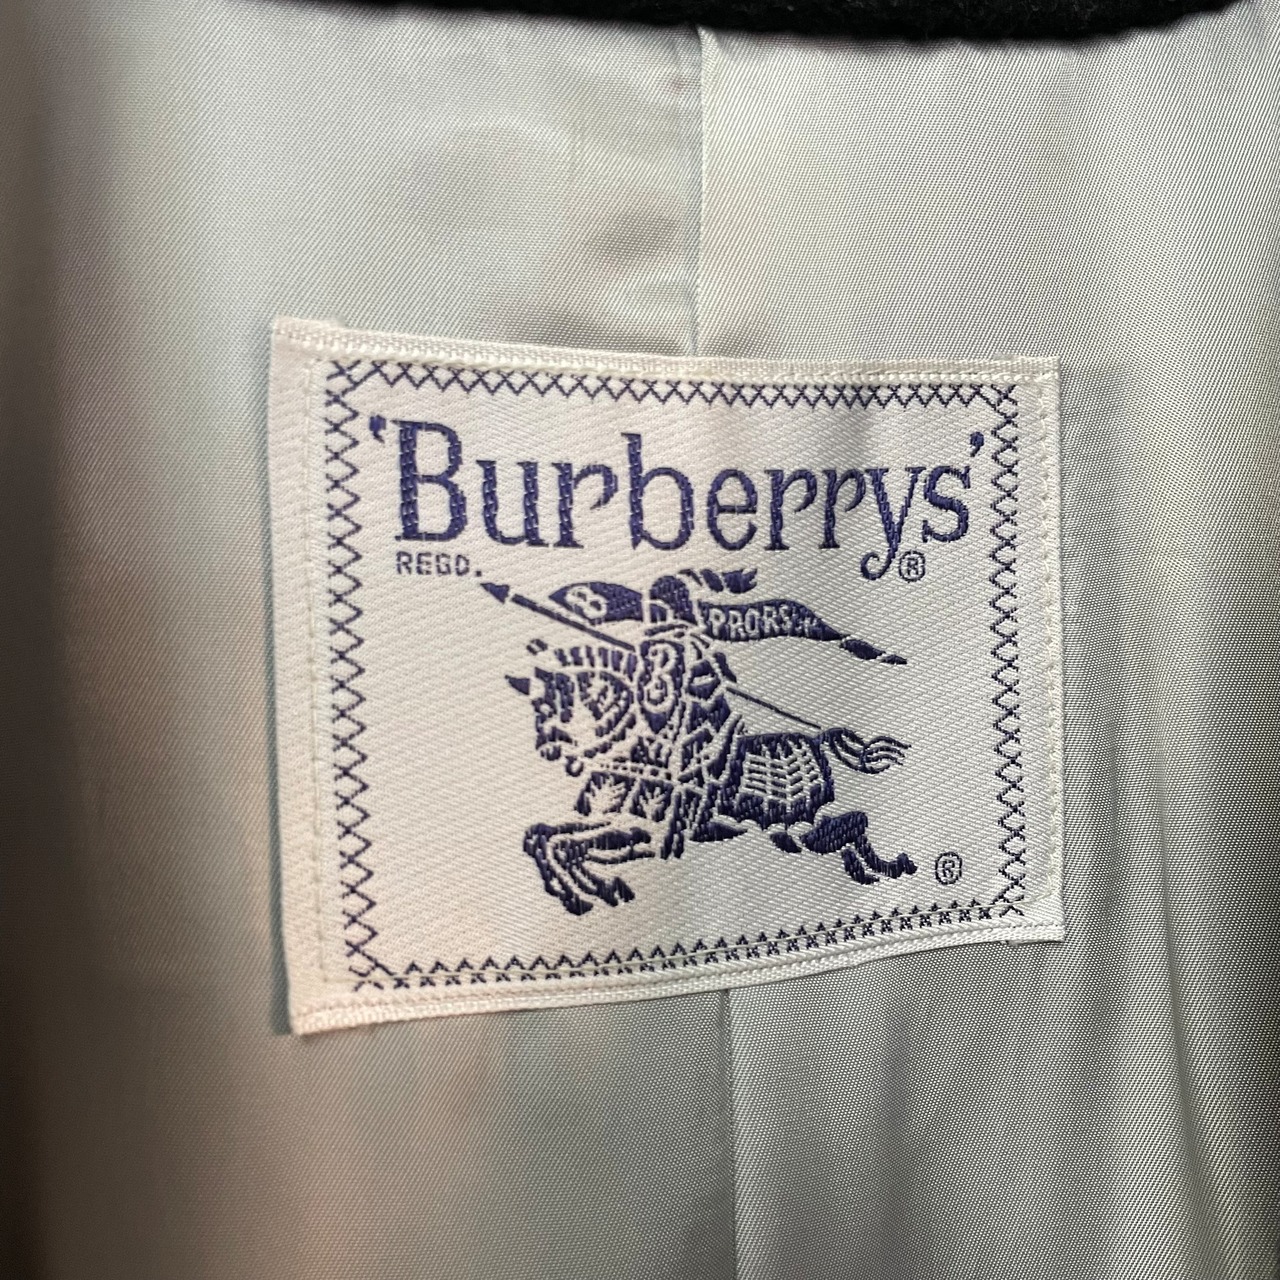 'Burberrys'
REGD. ®
B PRORSUM
B
®